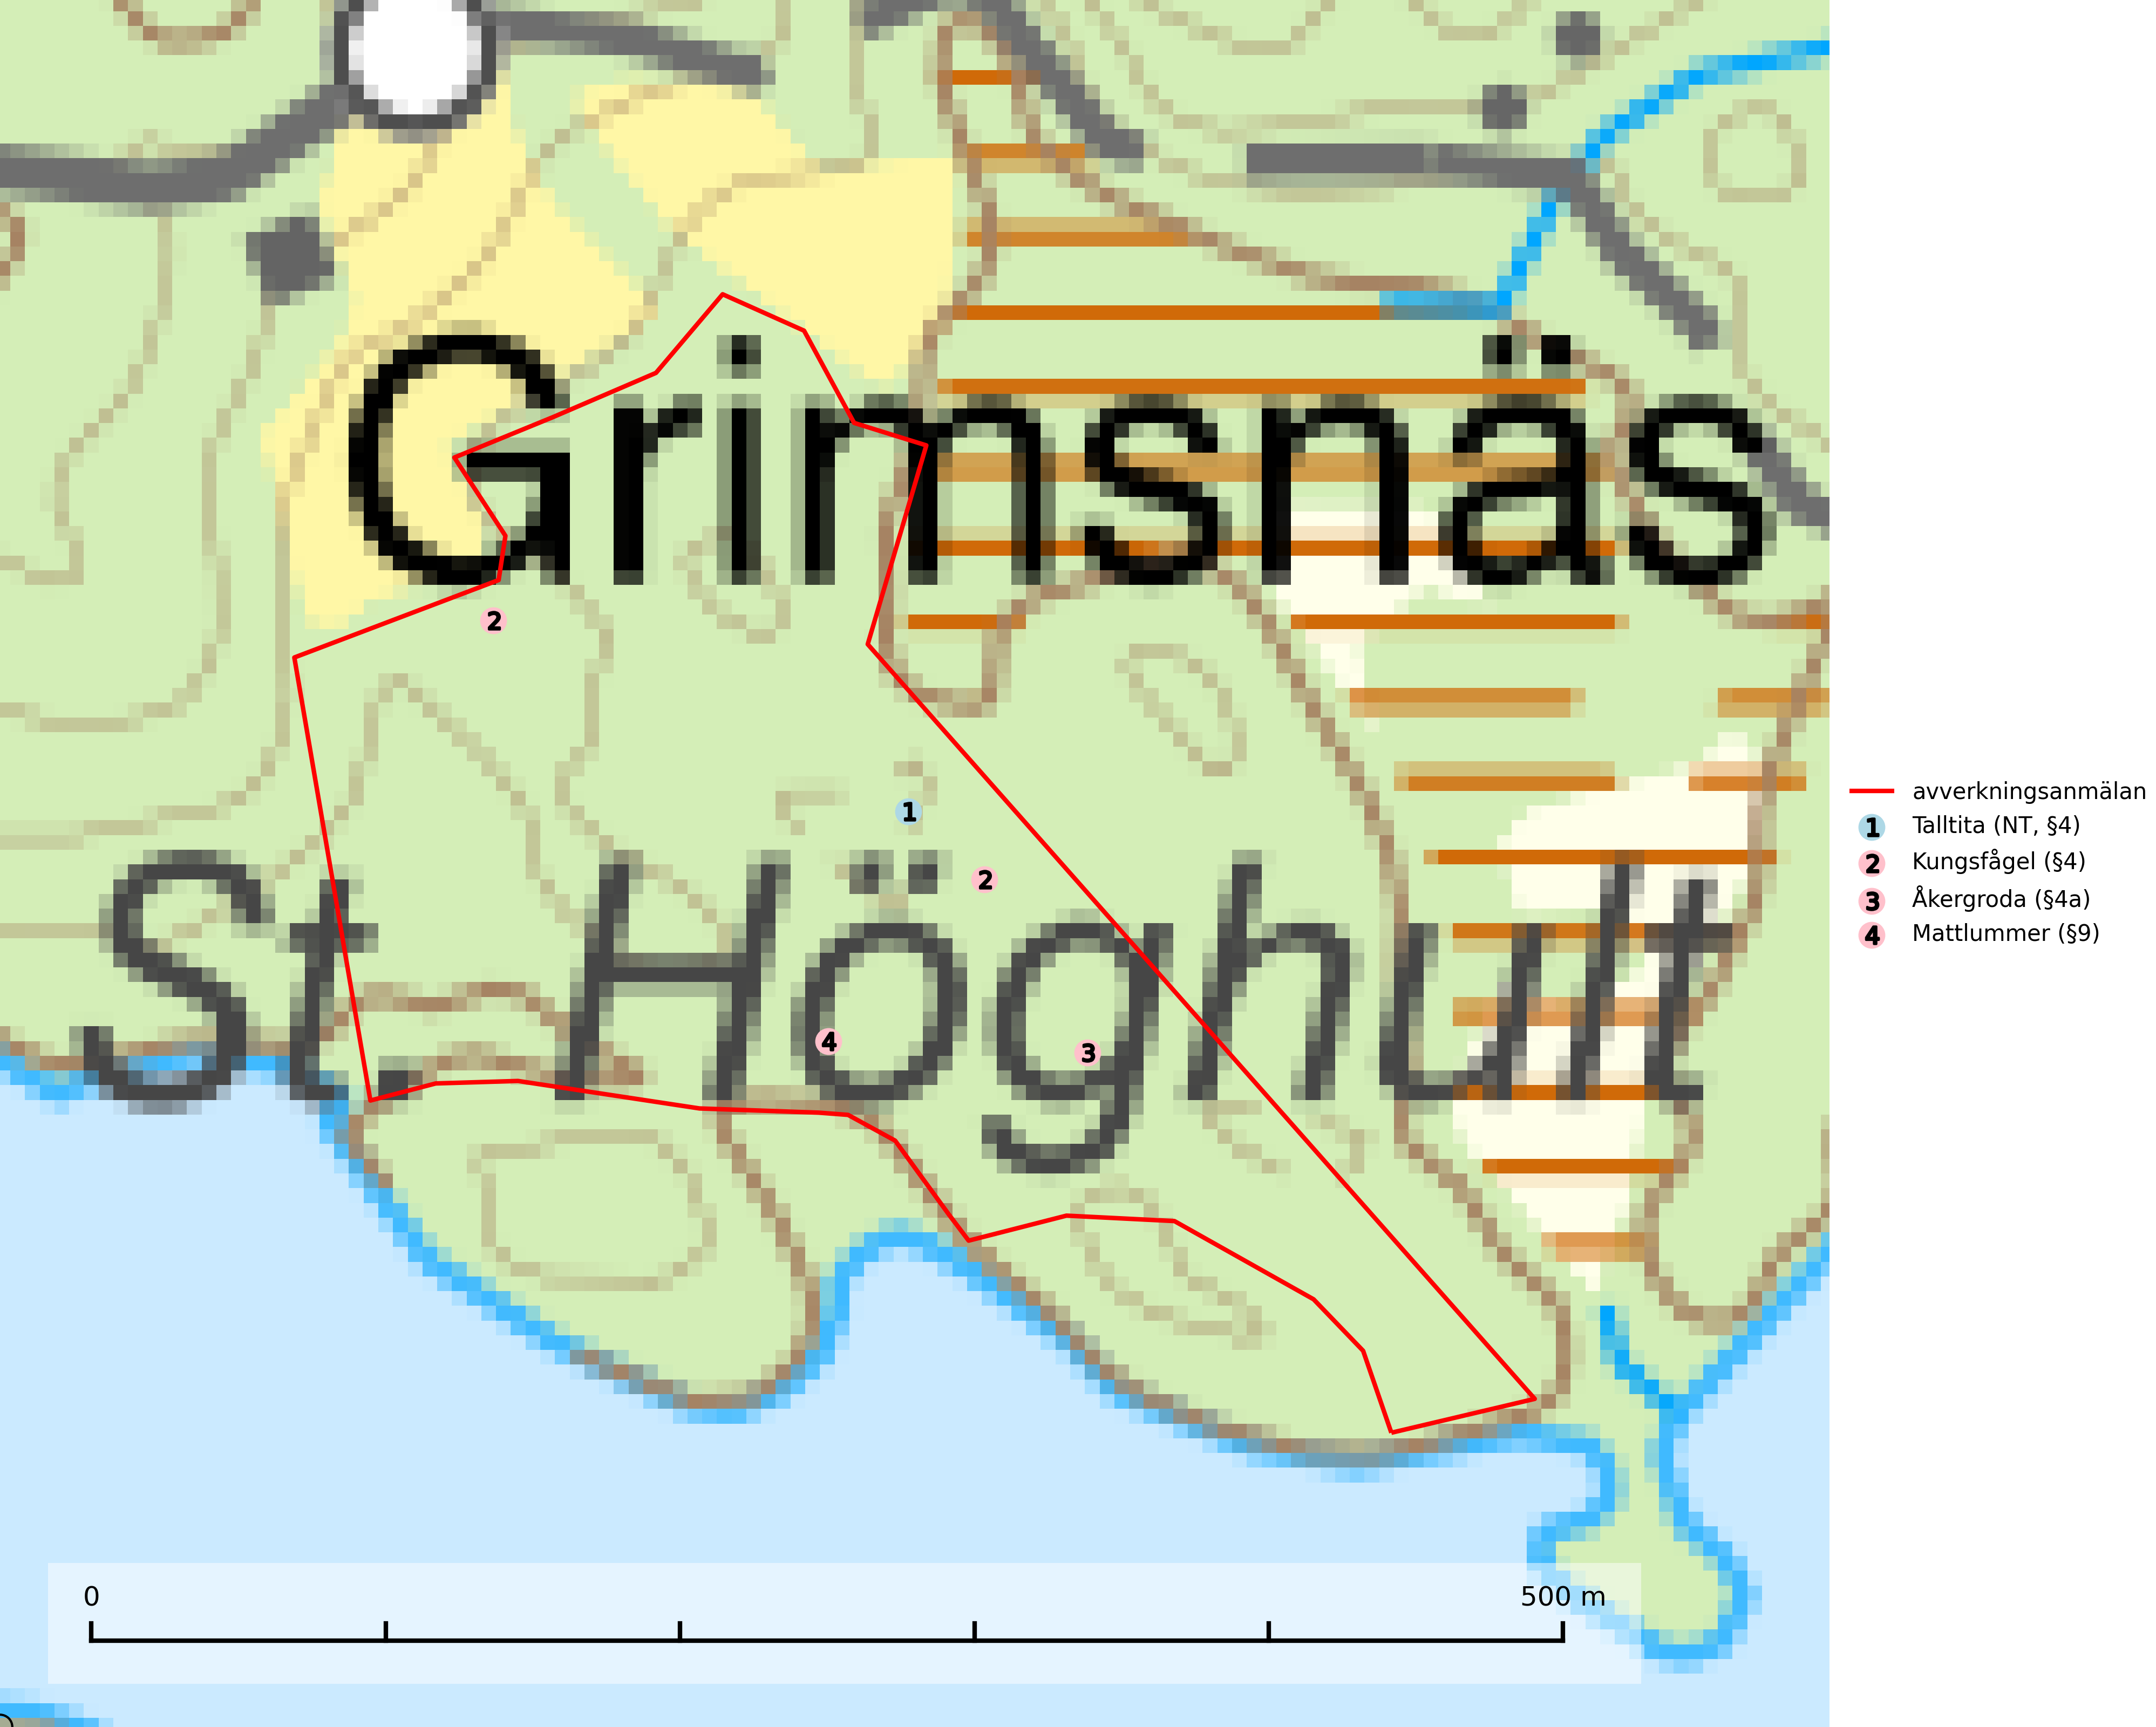 Grimsnäs
2
1
2
St. Höghult
4
3
avverkningsanmälan
1 Talltita (NT, §4)
2 Kungsfågel (§4)
3 Åkergroda (§4a)
4 Mattlummer (§9)
0 500 m